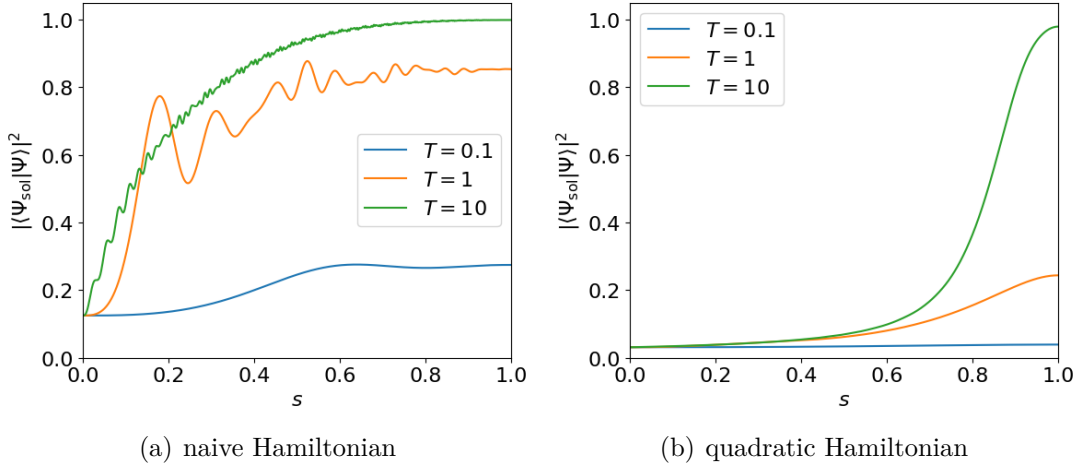 1.0
0.8
0.6
0.4
0.2
0.0
|⟨Ψ_sol|Ψ⟩|²
T = 0.1
T = 1
T = 10
0.0 0.2 0.4 0.6 0.8 1.0
s
(a) naive Hamiltonian
1.0
0.8
0.6
0.4
0.2
0.0
|⟨Ψ_sol|Ψ⟩|²
T = 0.1
T = 1
T = 10
0.0 0.2 0.4 0.6 0.8 1.0
s
(b) quadratic Hamiltonian